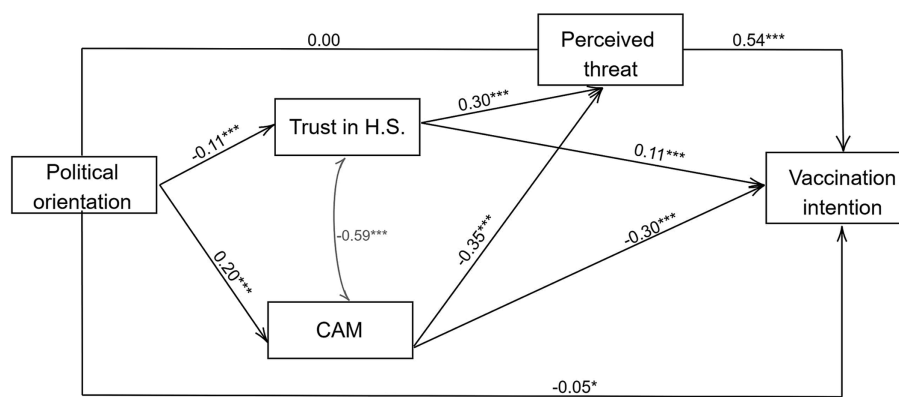 0.00
Perceived
threat
0.54***
Trust in H.S.
0.30***
-0.11***
0.11***
Political
orientation
Vaccination
intention
-0.59***
-0.35***
-0.30***
0.20***
CAM
-0.05*